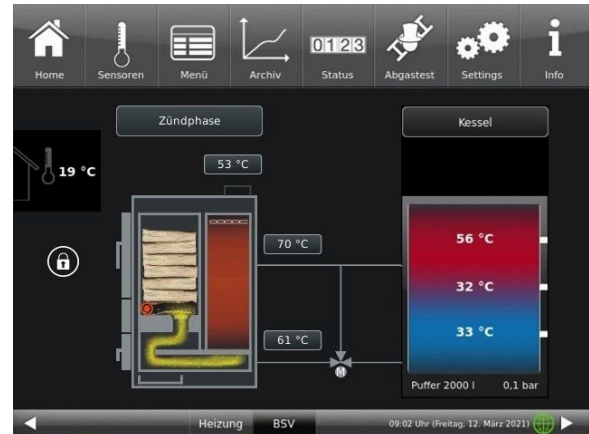 0123
Home Sensoren Menü Archiv Status Abgastest Settings Info
Zündphase Kessel
53 °C
19 °C
70 °C
56 °C
32 °C
61 °C
33 °C
M
Puffer 2000 l 0,1 bar
Heizung BSV 09:02 Uhr (Freitag, 12. März 2021)